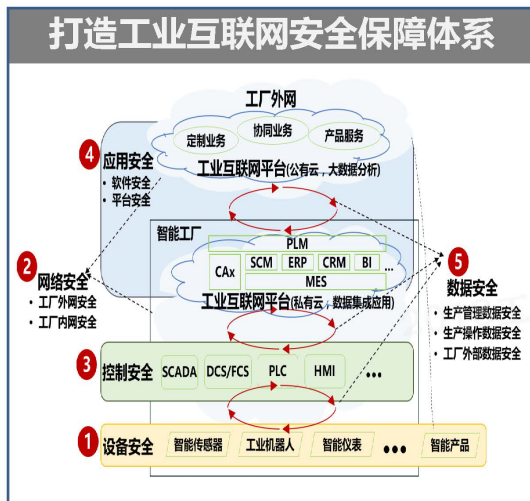 打造工业互联网安全保障体系
工厂外网
定制业务
协同业务
产品服务
工业互联网平台(公有云，大数据分析)
4
应用安全
• 软件安全
• 平台安全
智能工厂
PLM
CAx
SCM
ERP
CRM
BI
...
MES
工业互联网平台(私有云，数据集成应用)
2
网络安全
• 工厂外网安全
• 工厂内网安全
5
数据安全
• 生产管理数据安全
• 生产操作数据安全
• 工厂外部数据安全
3
控制安全
SCADA
DCS/FCS
PLC
HMI
•••
1
设备安全
智能传感器
工业机器人
智能仪表
•••
智能产品